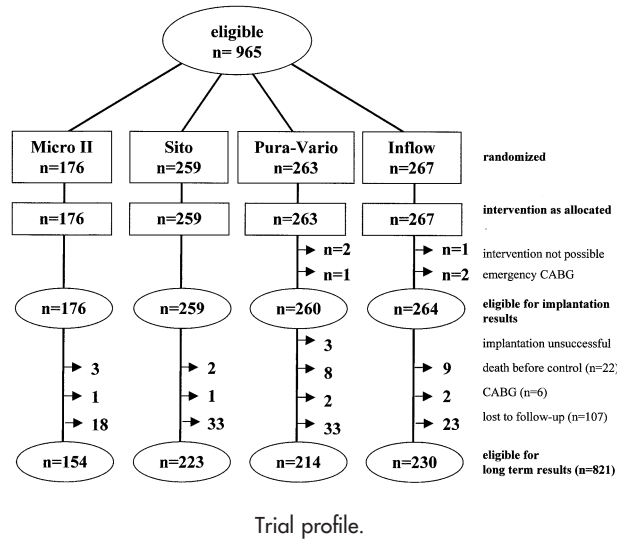 eligible
n= 965
Micro II
n=176
Sito
n=259
Pura-Vario
n=263
Inflow
n=267
randomized
n=176
n=259
n=263
n=267
intervention as allocated
n=2
n=1
intervention not possible
n=1
n=2
emergency CABG
n=176
n=259
n=260
n=264
eligible for implantation
results
3
implantation unsuccessful
3
2
8
9
death before control (n=22)
1
1
2
2
CABG (n=6)
18
33
33
23
lost to follow-up (n=107)
n=154
n=223
n=214
n=230
eligible for
long term results (n=821)
Trial profile.